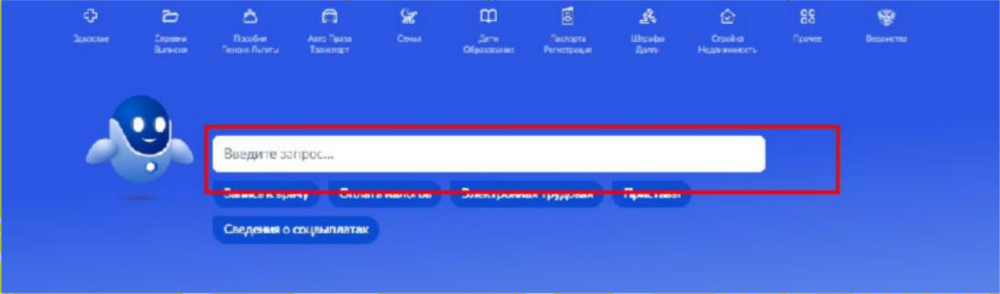 Здоровье
Справки
Выписки
Пособия
Пенсия Льготы
Авто Права
Транспорт
Семья
Дети
Образование
Паспорта
Регистрация
Штрафы
Долги
Стройка
Недвижимость
Прочее
Ведомства
Введите запрос...
Запись к врачу
Оплата налогов
Электронная трудовая
Приставы
Сведения о соцвыплатах